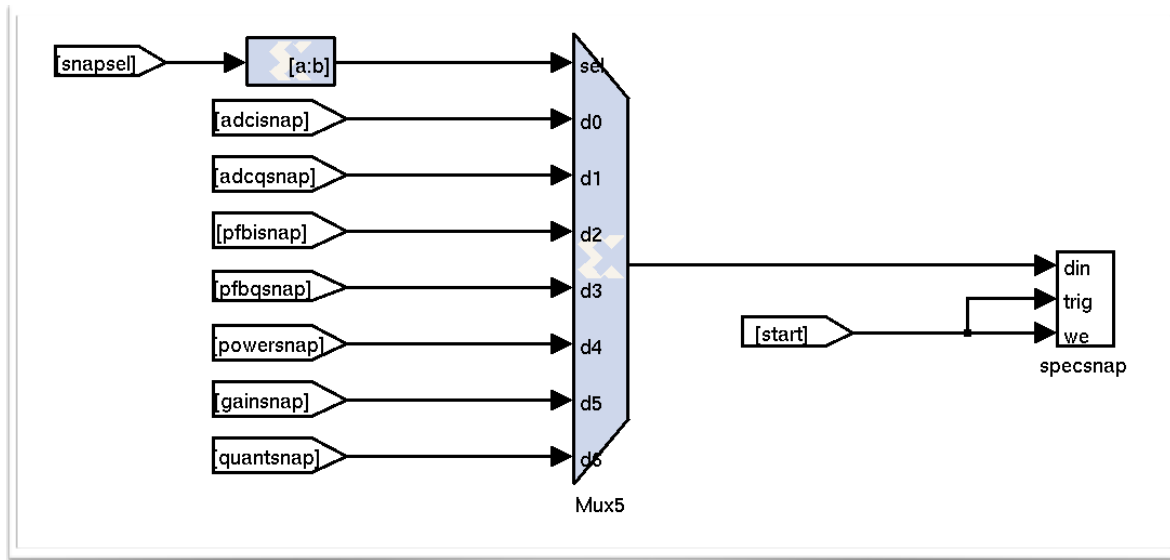 [snapsel]
[a:b]
sel
[adcisnap]
d0
[adcqsnap]
d1
[pfbisnap]
d2
[pfbqsnap]
d3
[powersnap]
d4
[gainsnap]
d5
[quantsnap]
d6
Mux5
[start]
din
trig
we
specsnap